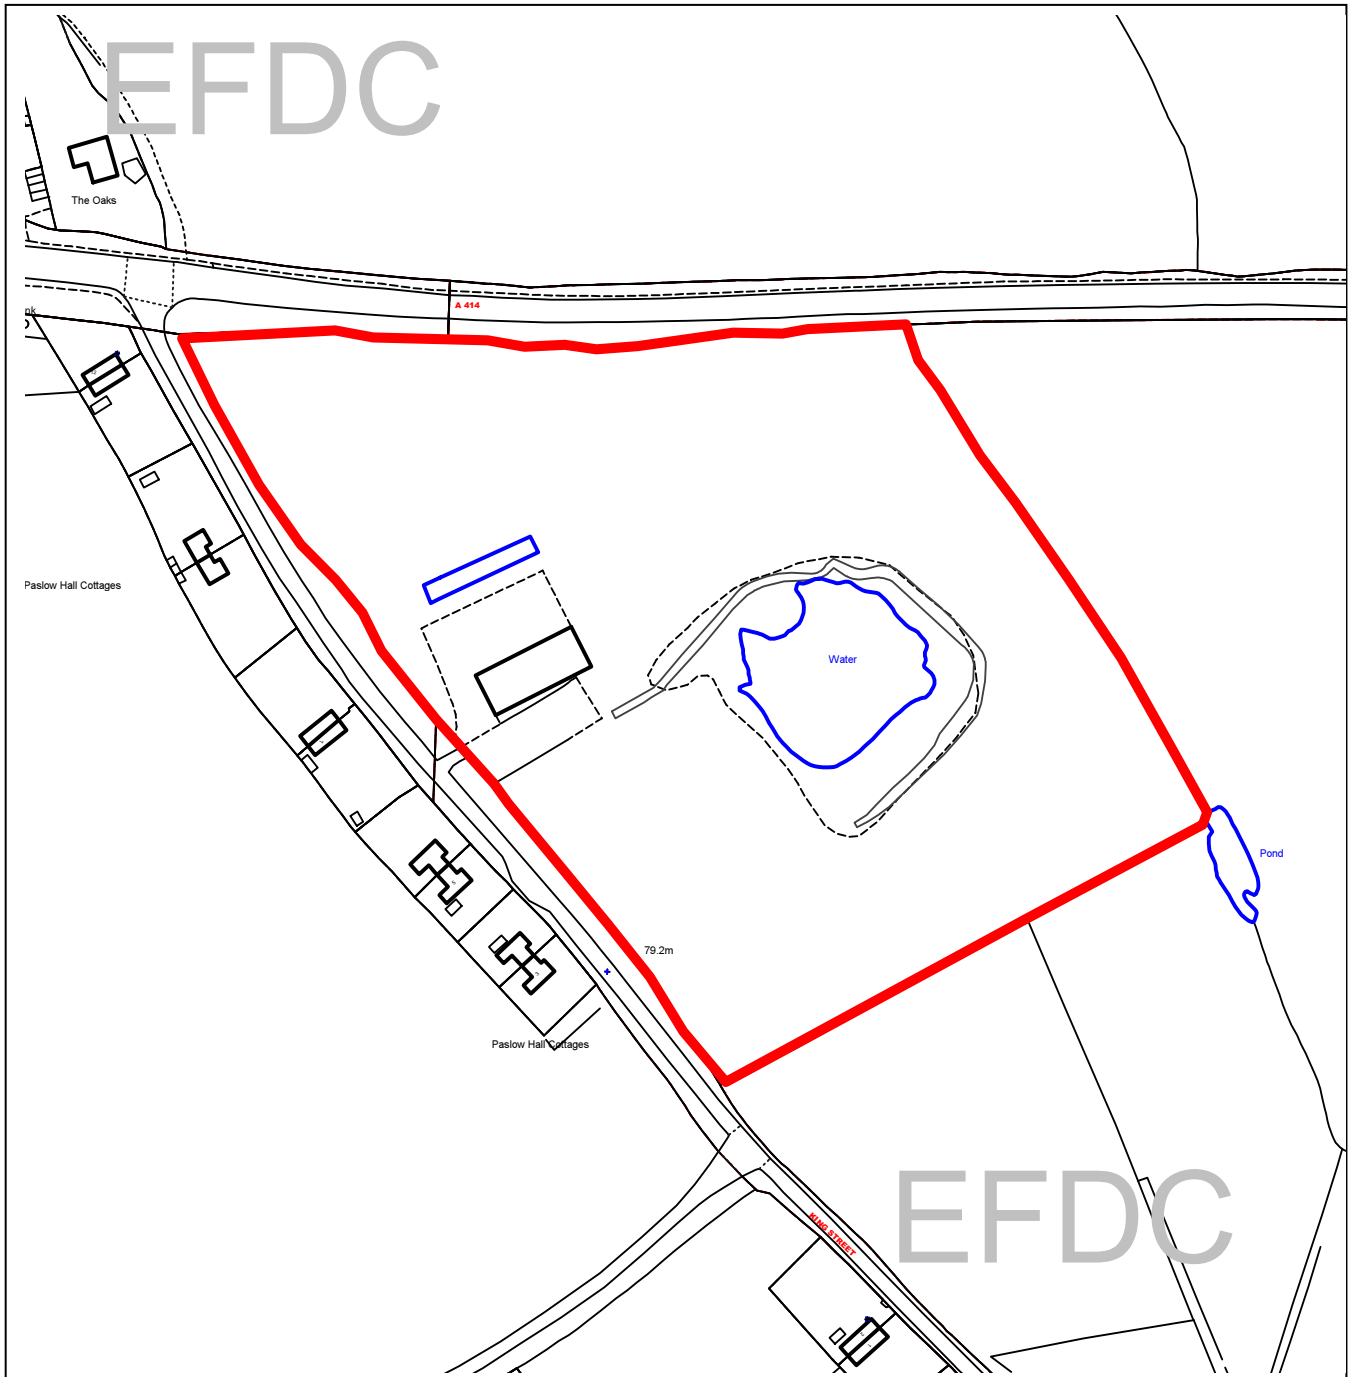 EFDC
The Oaks
A 414
Paslow Hall Cottages
Water
Pond
79.2m
Paslow Hall Cottages
EFDC
KING STREET